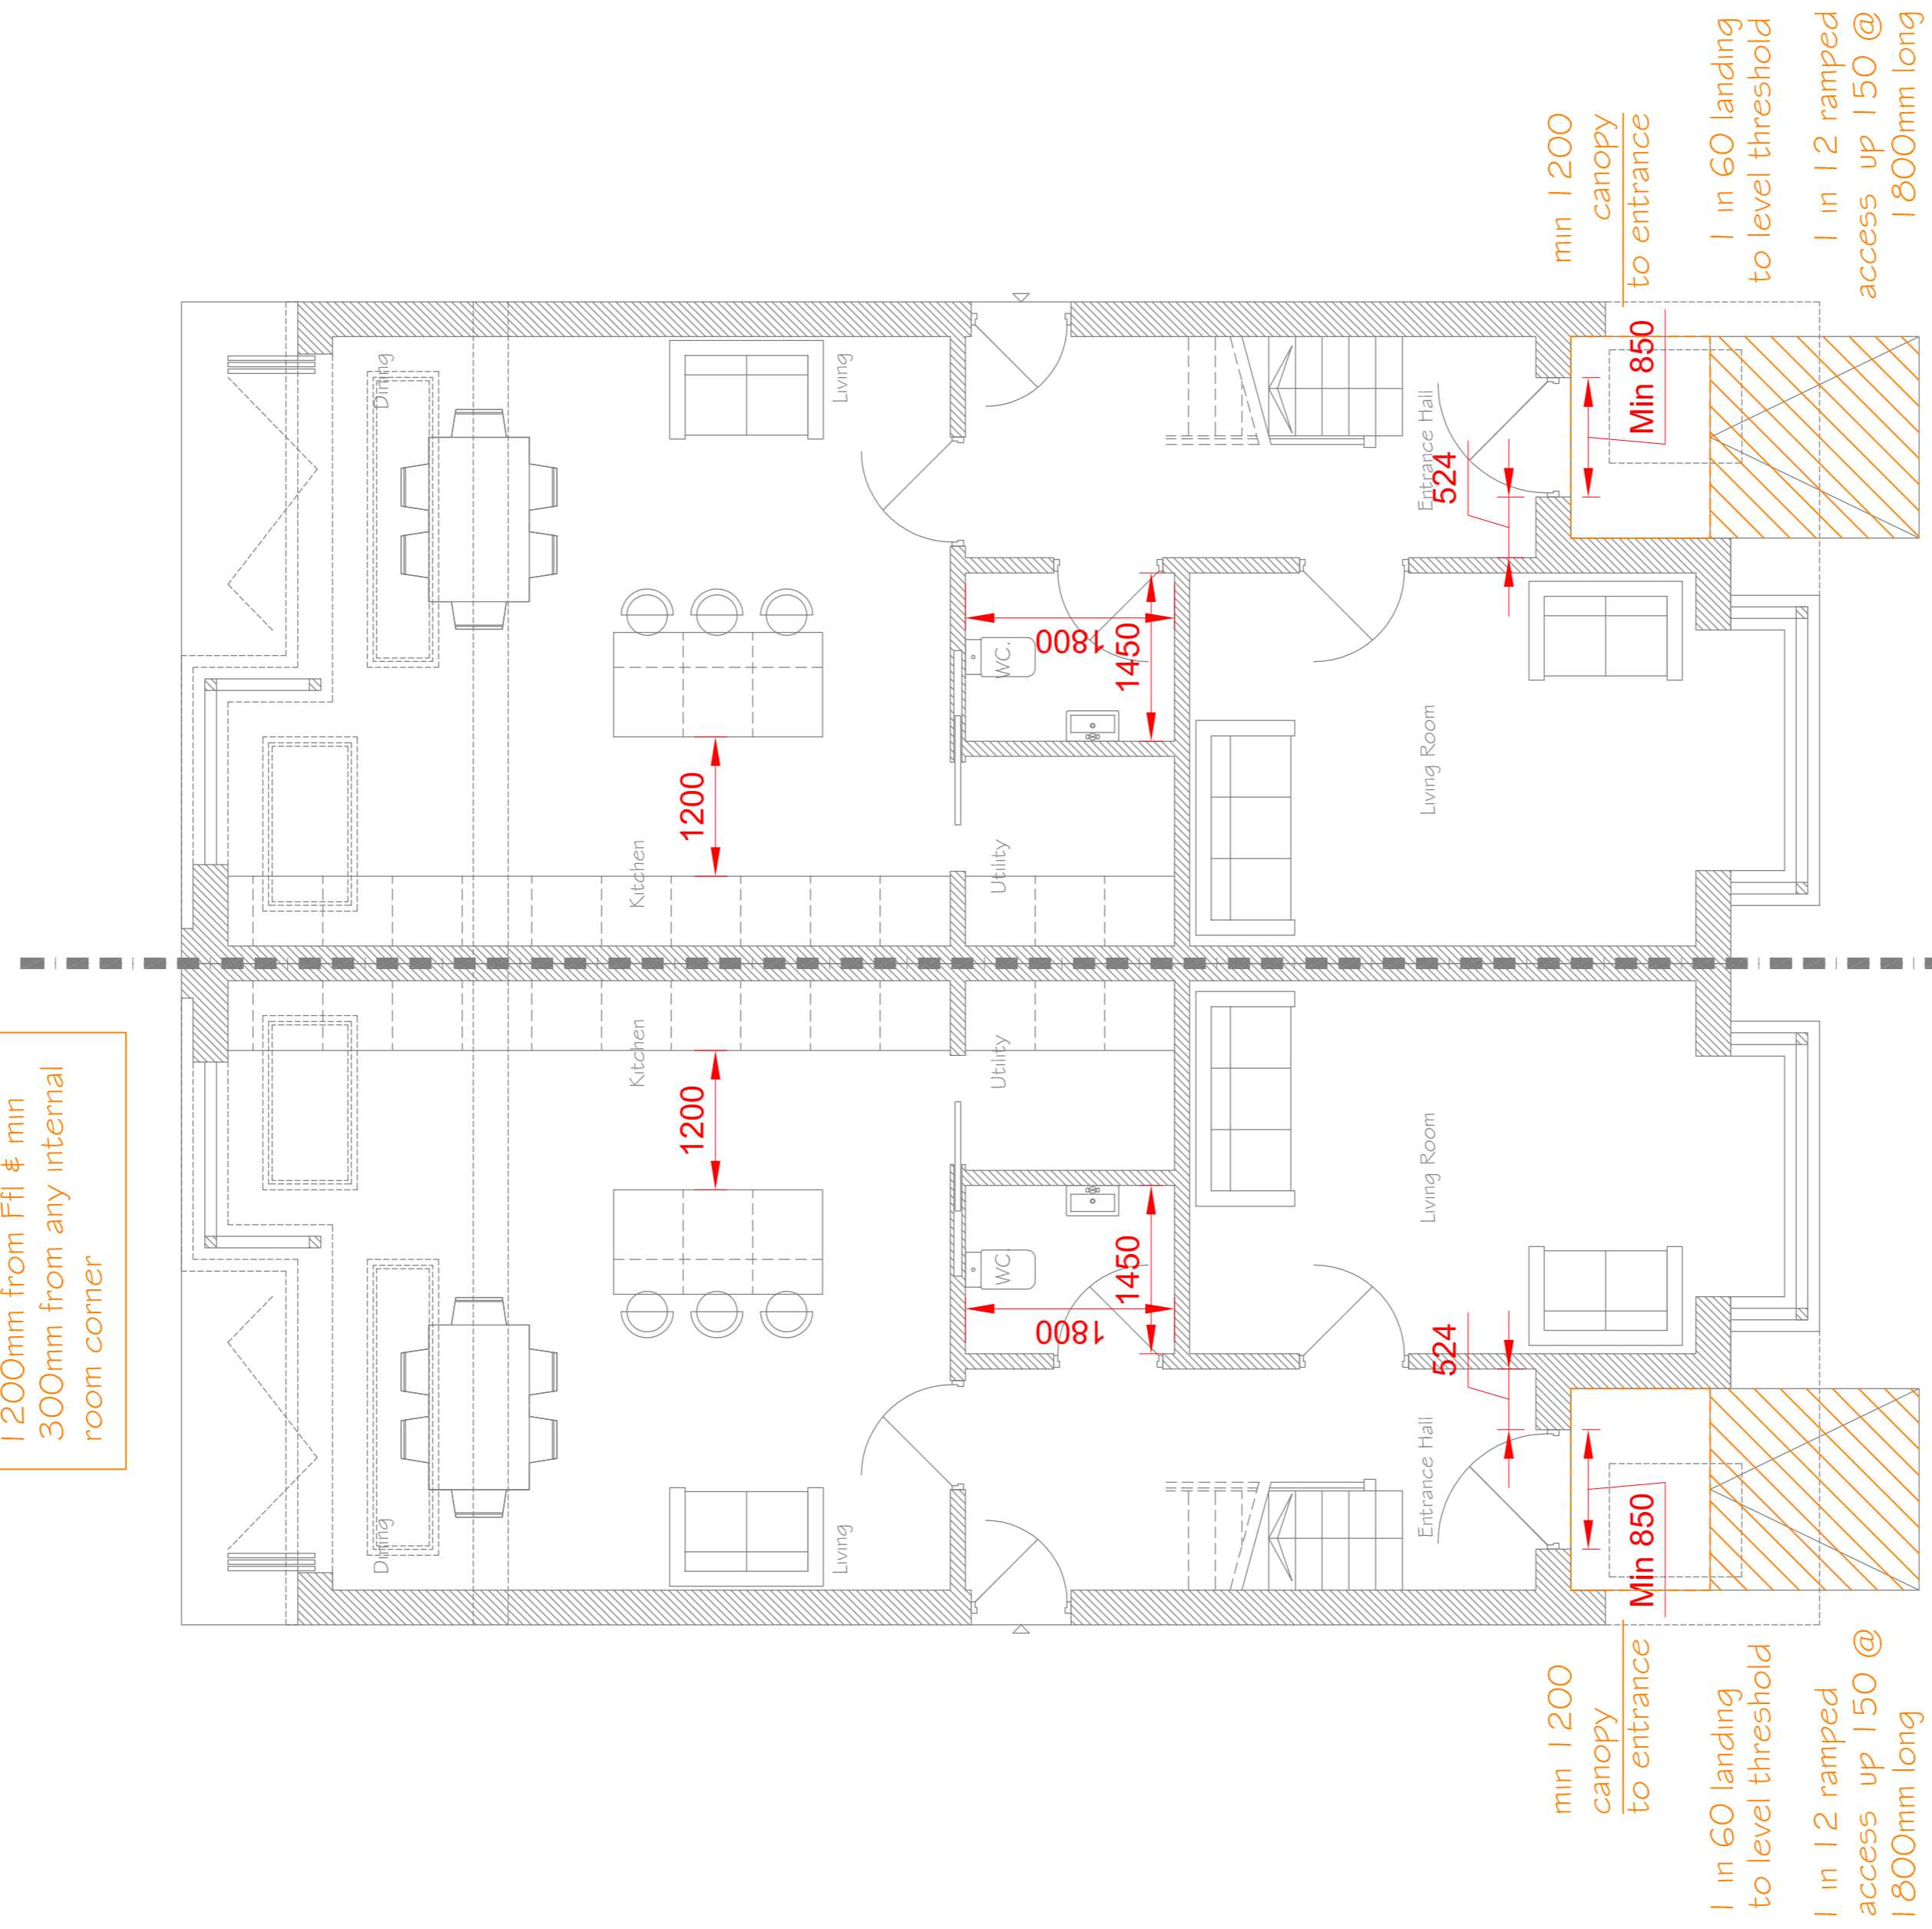 1200mm from Ffl & min
300mm from any internal
room corner
Dining
Living
Kitchen
1200
Utility
WC.
1800
1450
Living Room
Entrance Hall
524
Min 850
min 1200
canopy
to entrance
1 in 60 landing
to level threshold
1 in 12 ramped
access up 150 @
1800mm long
Dining
Living
Kitchen
1200
Utility
WC.
1800
1450
Living Room
Entrance Hall
524
Min 850
min 1200
canopy
to entrance
1 in 60 landing
to level threshold
1 in 12 ramped
access up 150 @
1800mm long